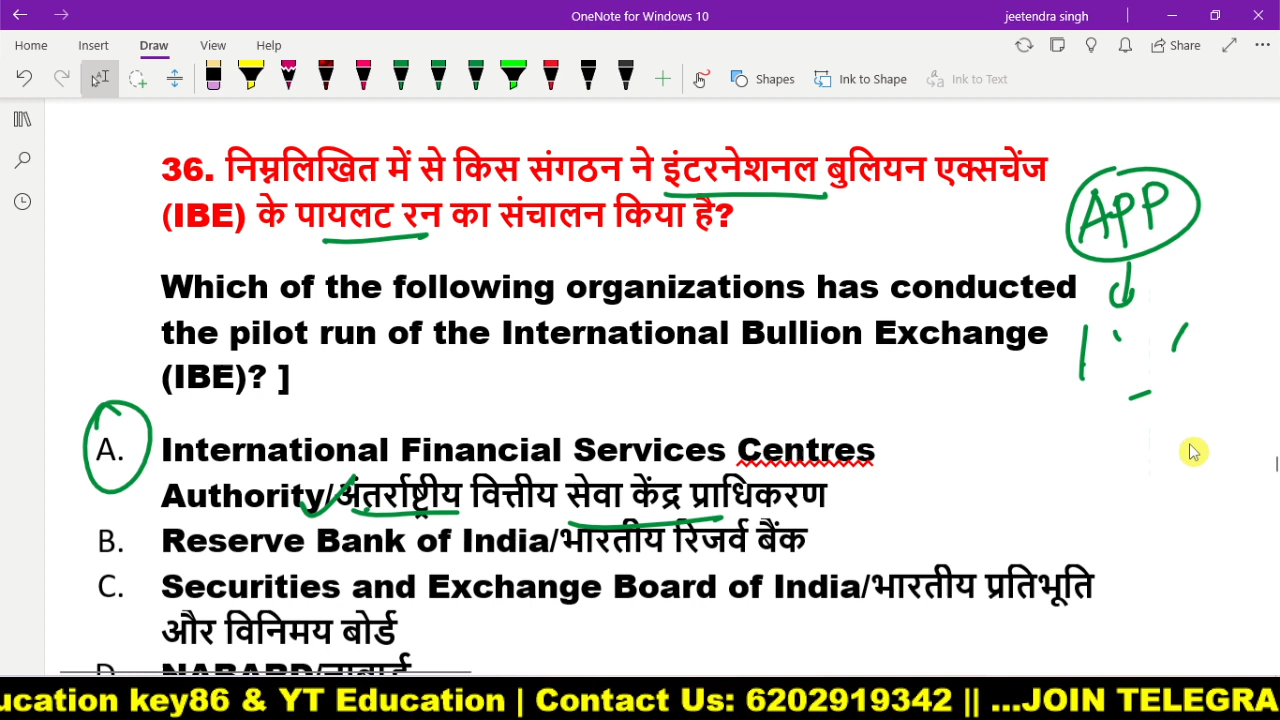 OneNote for Windows 10
jeetendra singh
Home Insert Draw View Help
Share
Shapes Ink to Shape Ink to Text
36. निम्नलिखित में से किस संगठन ने इंटरनेशनल बुलियन एक्सचेंज
(IBE) के पायलट रन का संचालन किया है?
APP
Which of the following organizations has conducted
the pilot run of the International Bullion Exchange
(IBE)? ]
A. International Financial Services Centres
Authority/अंतर्राष्ट्रीय वित्तीय सेवा केंद्र प्राधिकरण
B. Reserve Bank of India/भारतीय रिजर्व बैंक
C. Securities and Exchange Board of India/भारतीय प्रतिभूति
और विनिमय बोर्ड
D. NABARD/नाबार्ड
ucation key86 & YT Education | Contact Us: 6202919342 || ...JOIN TELEGRA